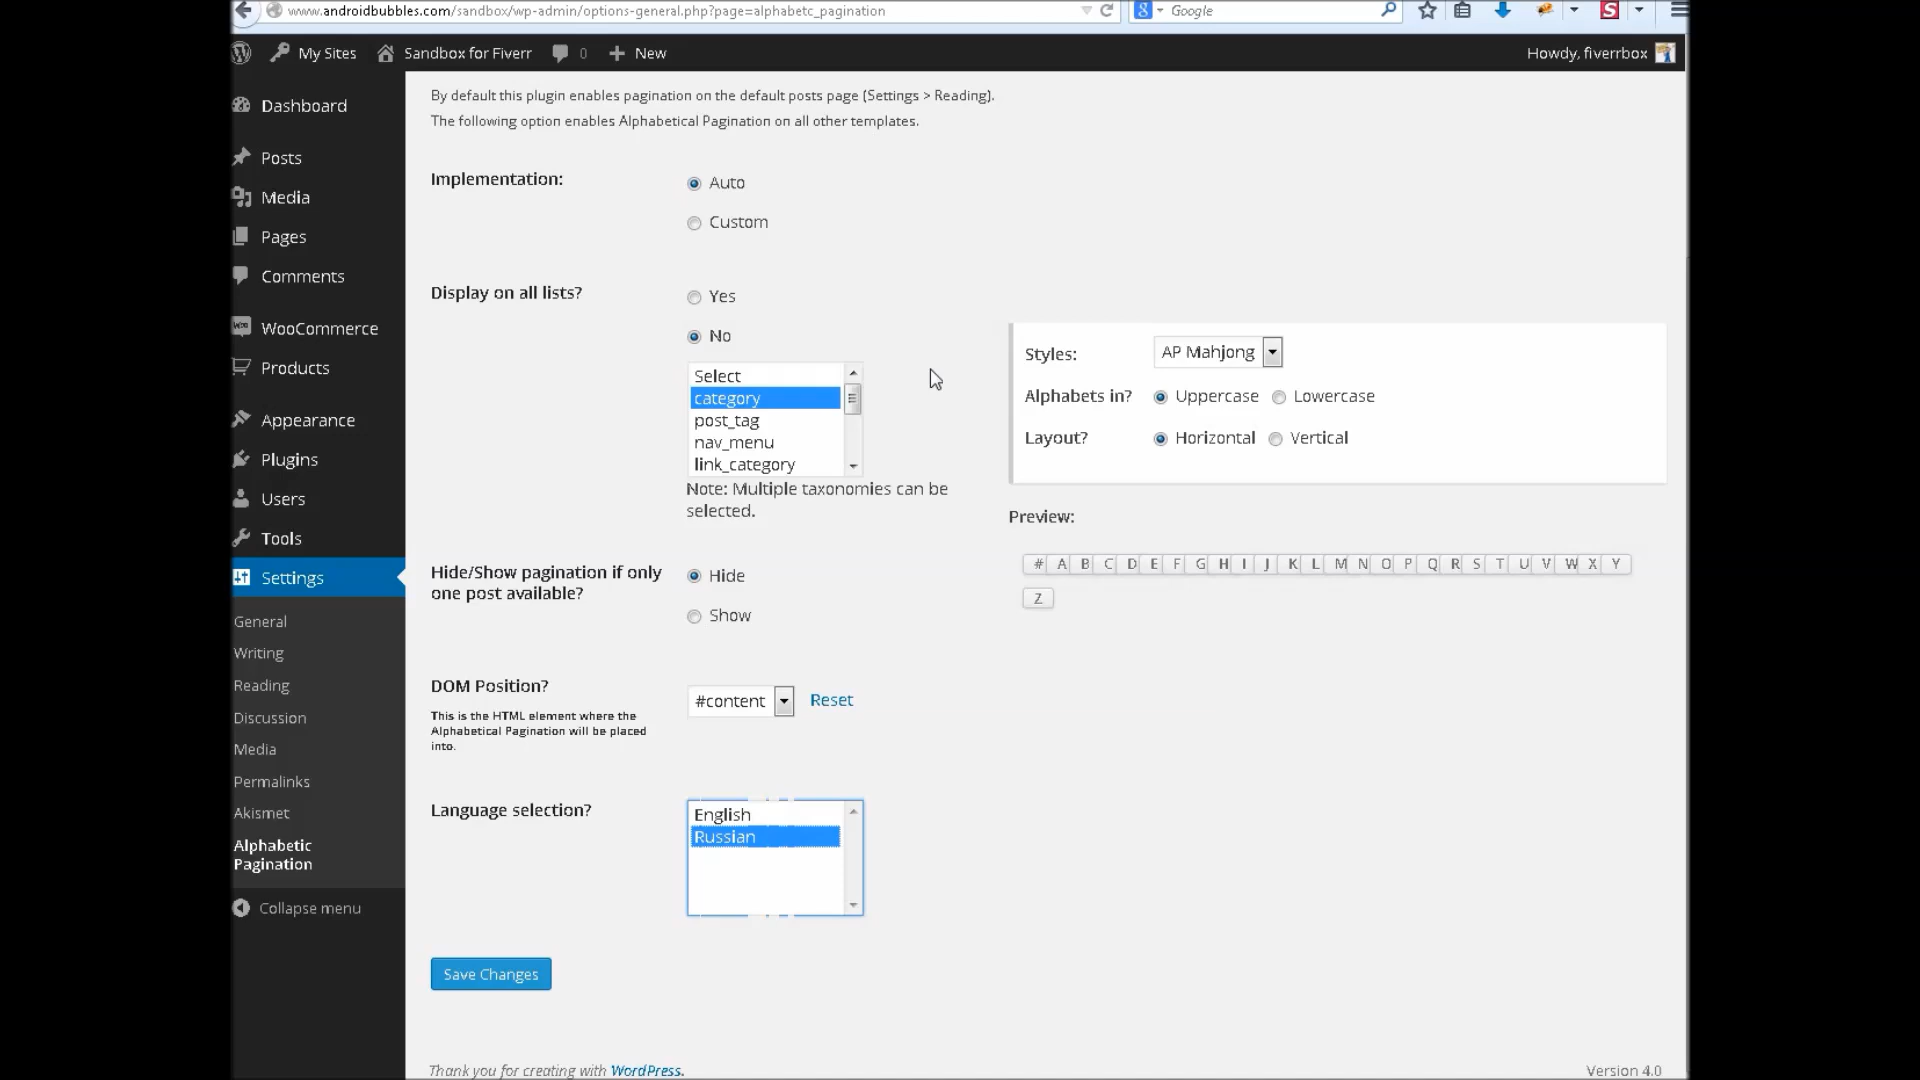 www.androidbubbles.com/sandbox/wp-admin/options-general.php?page=alphabetc_pagination
Google
My Sites
Sandbox for Fiverr
0
New
Howdy, fiverrbox
Dashboard
Posts
Media
Pages
Comments
WooCommerce
Products
Appearance
Plugins
Users
Tools
Settings
General
Writing
Reading
Discussion
Media
Permalinks
Akismet
Alphabetic
Pagination
Collapse menu
By default this plugin enables pagination on the default posts page (Settings > Reading).
The following option enables Alphabetical Pagination on all other templates.
Implementation:
Auto
Custom
Display on all lists?
Yes
No
Select
category
post_tag
nav_menu
link_category
Note: Multiple taxonomies can be
selected.
Hide/Show pagination if only
one post available?
Hide
Show
DOM Position?
This is the HTML element where the
Alphabetical Pagination will be placed
into.
#content
Reset
Language selection?
English
Russian
Save Changes
Styles:
AP Mahjong
Alphabets in?
Uppercase
Lowercase
Layout?
Horizontal
Vertical
Preview:
# A B C D E F G H I J K L M N O P Q R S T U V W X Y
Z
Thank you for creating with WordPress.
Version 4.0